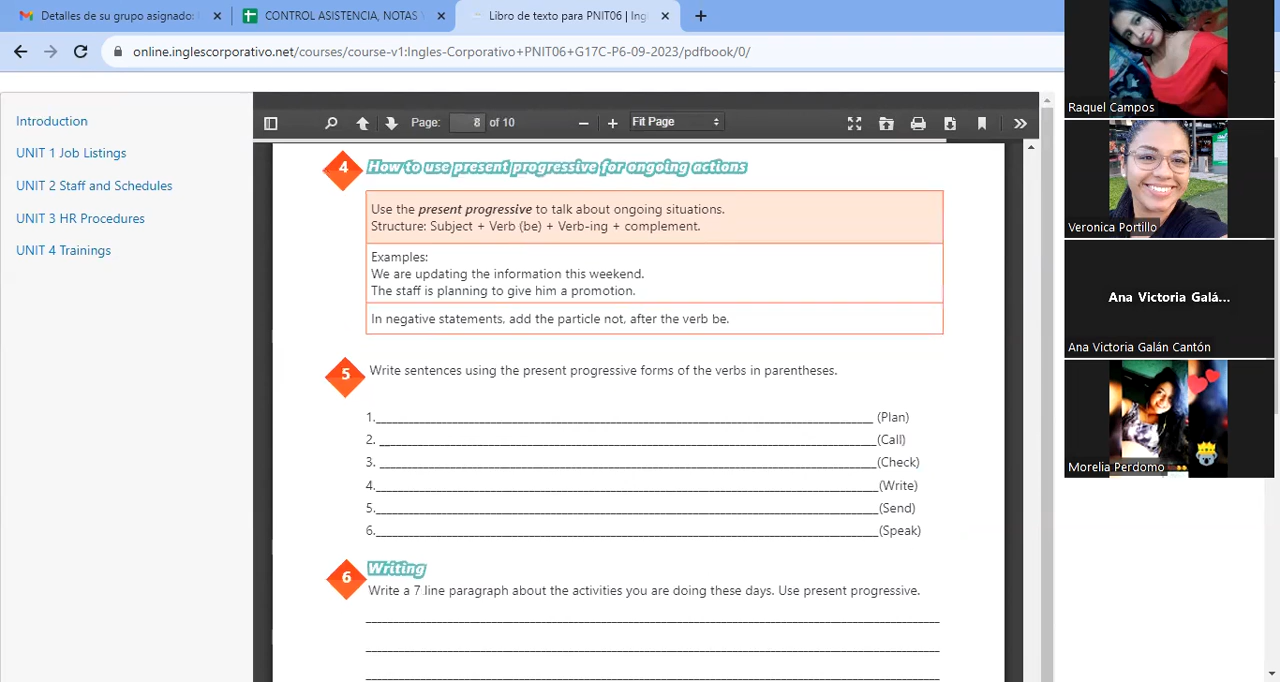 Detalles de su grupo asignado:
CONTROL ASISTENCIA, NOTAS
Libro de texto para PNIT06 | Ing
online.inglescorporativo.net/courses/course-v1:Ingles-Corporativo+PNIT06+G17C-P6-09-2023/pdfbook/0/
Introduction
UNIT 1 Job Listings
UNIT 2 Staff and Schedules
UNIT 3 HR Procedures
UNIT 4 Trainings
Page: 8 of 10
Fit Page
4 How to use present progressive for ongoing actions
Use the present progressive to talk about ongoing situations.
Structure: Subject + Verb (be) + Verb-ing + complement.
Examples:
We are updating the information this weekend.
The staff is planning to give him a promotion.
In negative statements, add the particle not, after the verb be.
5 Write sentences using the present progressive forms of the verbs in parentheses.
1. (Plan)
2. (Call)
3. (Check)
4. (Write)
5. (Send)
6. (Speak)
6 Writing
Write a 7 line paragraph about the activities you are doing these days. Use present progressive.
Raquel Campos
Veronica Portillo
Ana Victoria Galá...
Ana Victoria Galán Cantón
Morelia Perdomo